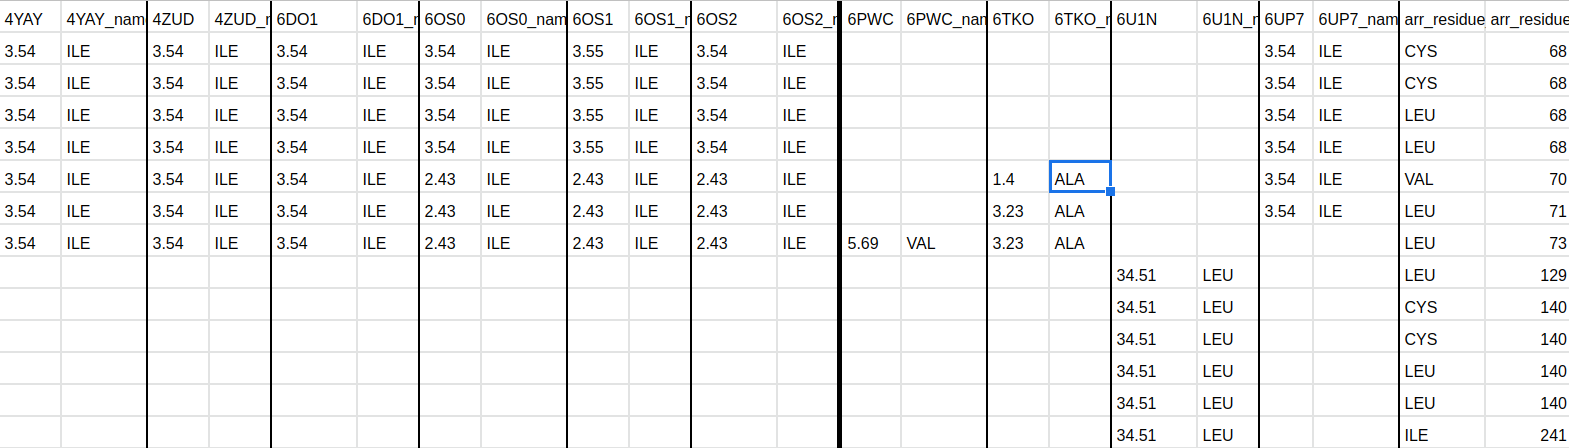 4YAY 4YAY_name 4ZUD 4ZUD_n 6DO1 6DO1_n 6OS0 6OS0_nam 6OS1 6OS1_n 6OS2 6OS2_n 6PWC 6PWC_nam 6TKO 6TKO_n 6U1N 6U1N_n 6UP7 6UP7_nam arr_residue arr_residue
3.54 ILE 3.54 ILE 3.54 ILE 3.54 ILE 3.55 ILE 3.54 ILE 3.54 ILE CYS 68
3.54 ILE 3.54 ILE 3.54 ILE 3.54 ILE 3.55 ILE 3.54 ILE 3.54 ILE CYS 68
3.54 ILE 3.54 ILE 3.54 ILE 3.54 ILE 3.55 ILE 3.54 ILE 3.54 ILE LEU 68
3.54 ILE 3.54 ILE 3.54 ILE 3.54 ILE 3.55 ILE 3.54 ILE 3.54 ILE LEU 68
3.54 ILE 3.54 ILE 3.54 ILE 2.43 ILE 2.43 ILE 2.43 ILE 1.4 ALA 3.54 ILE VAL 70
3.54 ILE 3.54 ILE 3.54 ILE 2.43 ILE 2.43 ILE 2.43 ILE 3.23 ALA 3.54 ILE LEU 71
3.54 ILE 3.54 ILE 3.54 ILE 2.43 ILE 2.43 ILE 2.43 ILE 5.69 VAL 3.23 ALA LEU 73
34.51 LEU LEU 129
34.51 LEU CYS 140
34.51 LEU CYS 140
34.51 LEU LEU 140
34.51 LEU LEU 140
34.51 LEU ILE 241